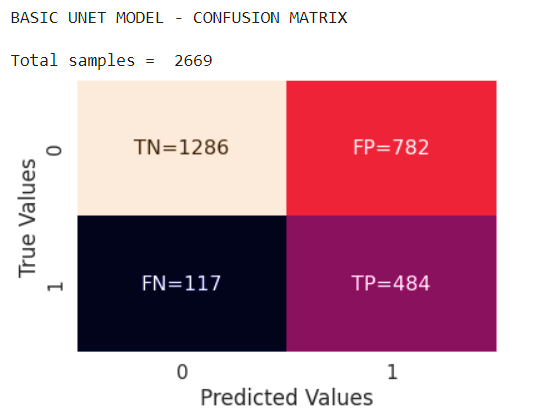 BASIC UNET MODEL - CONFUSION MATRIX
Total samples =  2669
True Values
0
TN=1286
FP=782
1
FN=117
TP=484
0
1
Predicted Values